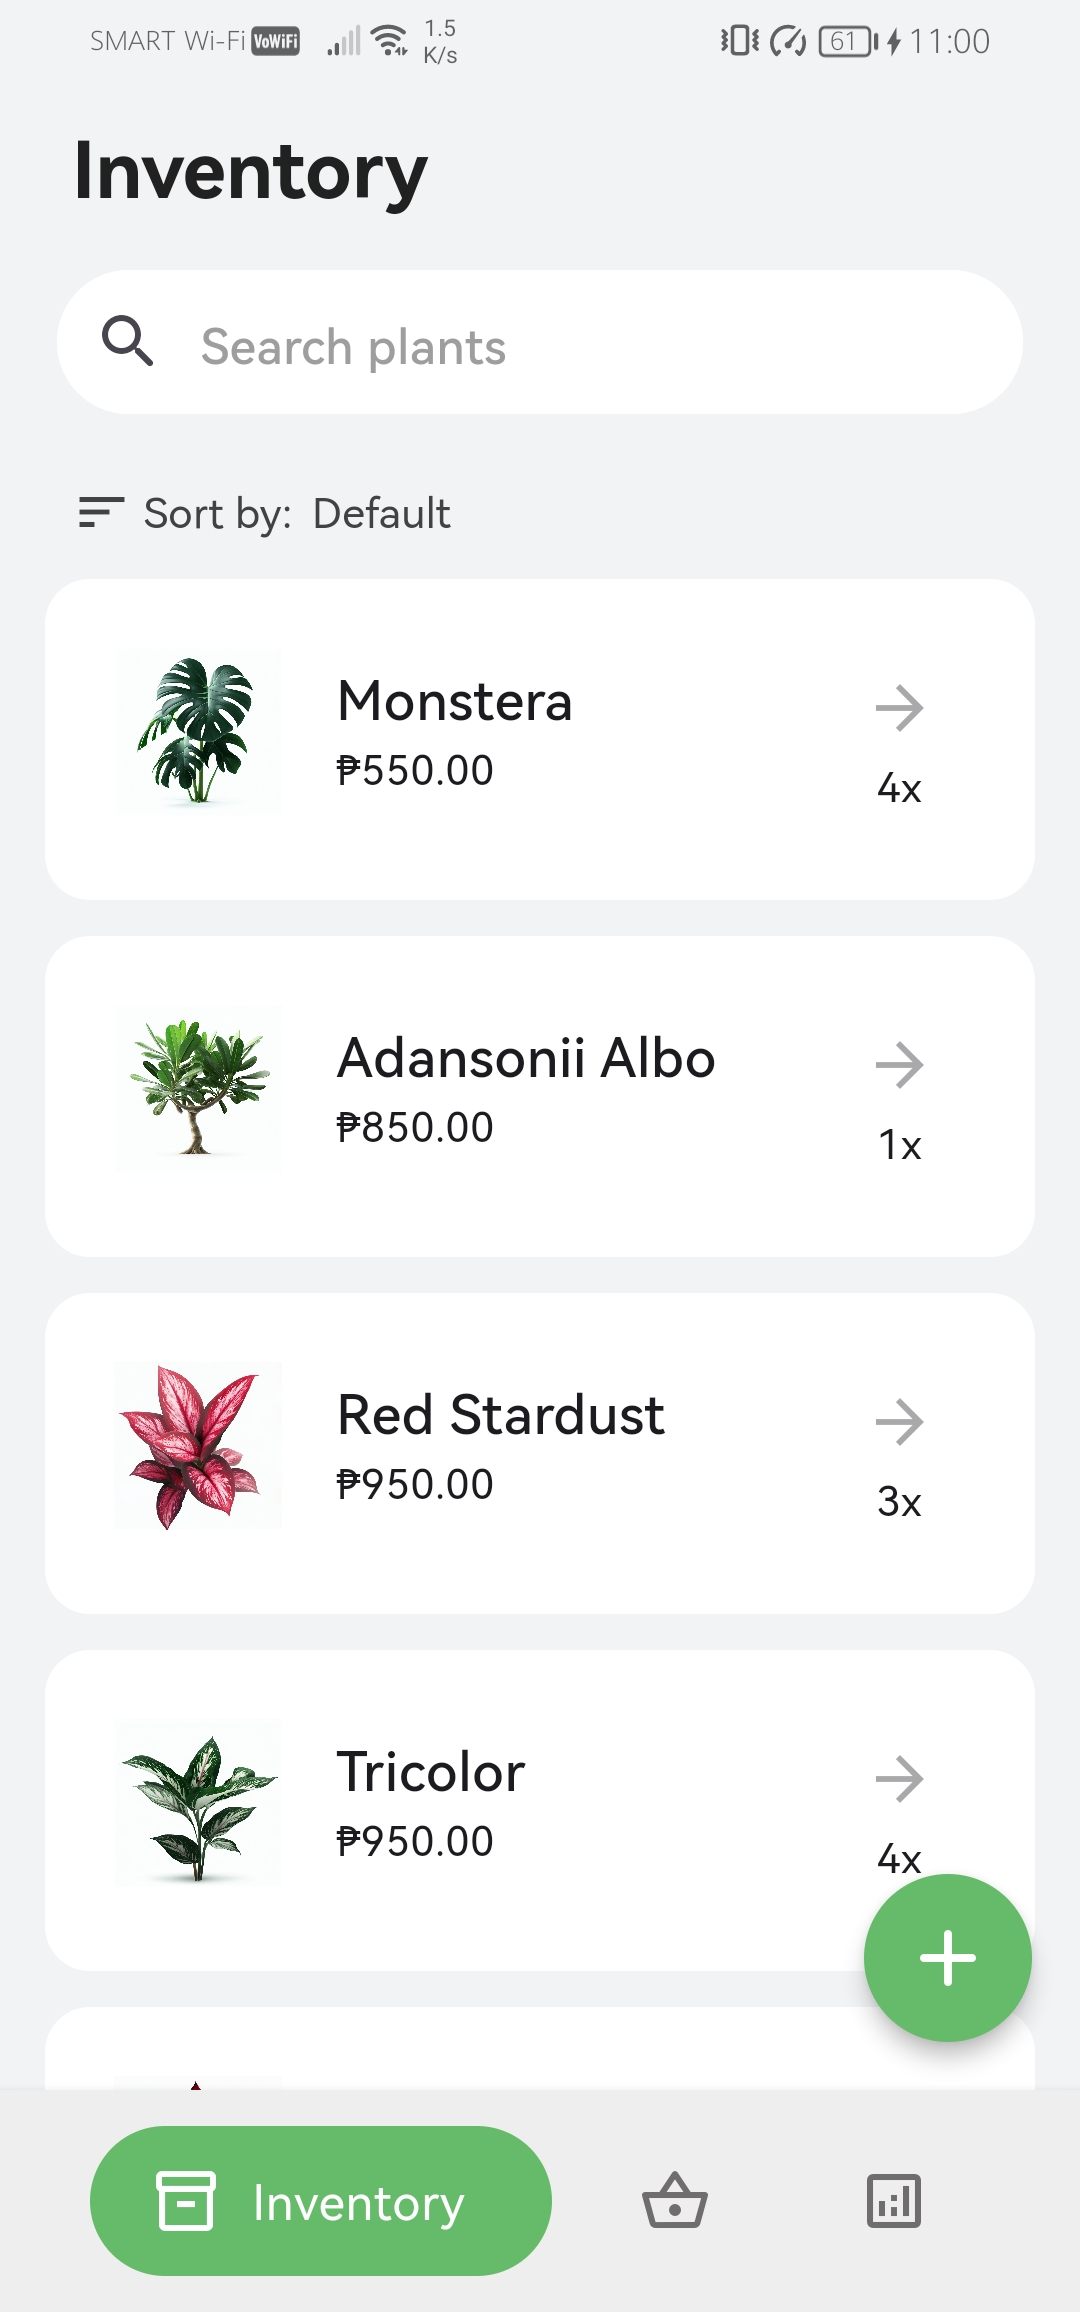 SMART Wi-Fi VoWiFi 1.5 K/s 61 11:00
Inventory
Search plants
Sort by: Default
Monstera
₱550.00
4x
Adansonii Albo
₱850.00
1x
Red Stardust
₱950.00
3x
Tricolor
₱950.00
4x
Inventory